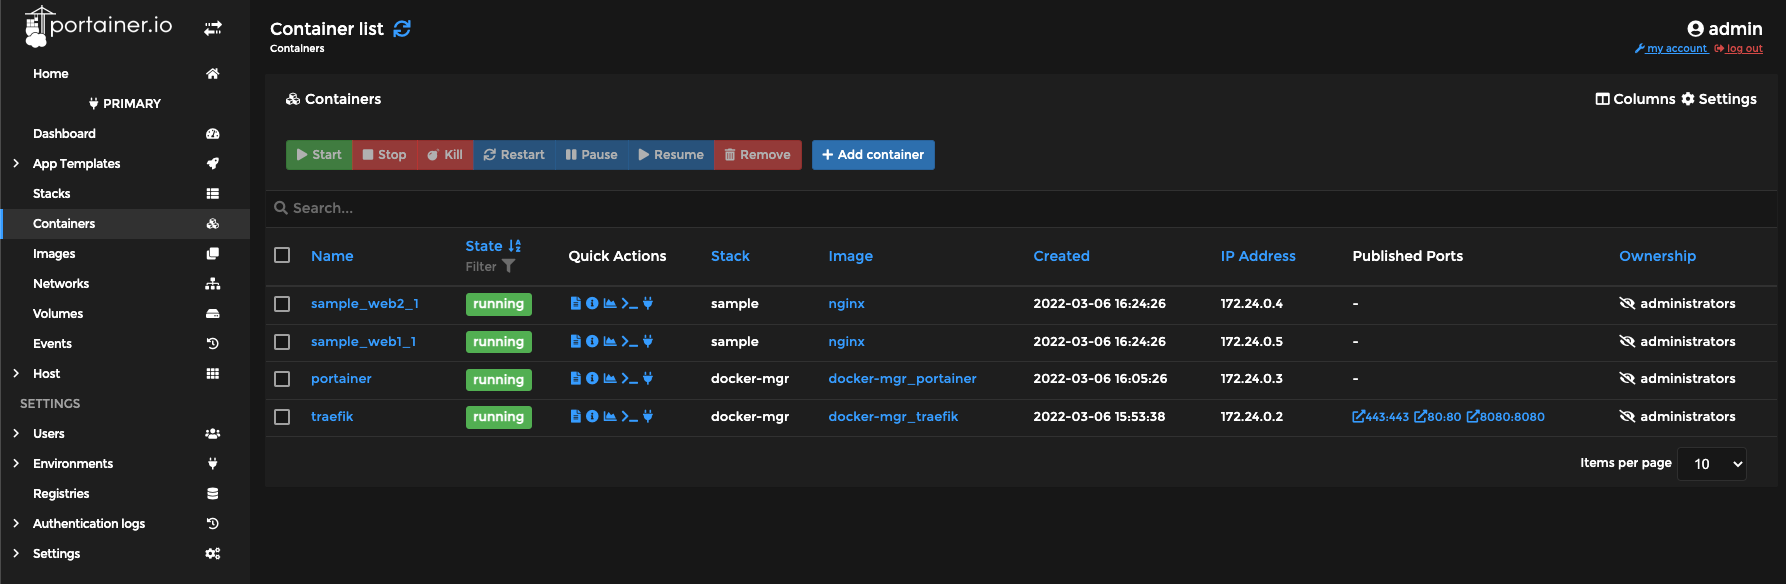 portainer.io
Home
PRIMARY
Dashboard
App Templates
Stacks
Containers
Images
Networks
Volumes
Events
Host
SETTINGS
Users
Environments
Registries
Authentication logs
Settings
Container list
Containers
admin
my account log out
Containers
Columns Settings
Start Stop Kill Restart Pause Resume Remove Add container
Search...
Name State Filter Quick Actions Stack Image Created IP Address Published Ports Ownership
sample_web2_1 running sample nginx 2022-03-06 16:24:26 172.24.0.4 - administrators
sample_web1_1 running sample nginx 2022-03-06 16:24:26 172.24.0.5 - administrators
portainer running docker-mgr docker-mgr_portainer 2022-03-06 16:05:26 172.24.0.3 - administrators
traefik running docker-mgr docker-mgr_traefik 2022-03-06 15:53:38 172.24.0.2 443:443 80:80 8080:8080 administrators
Items per page 10